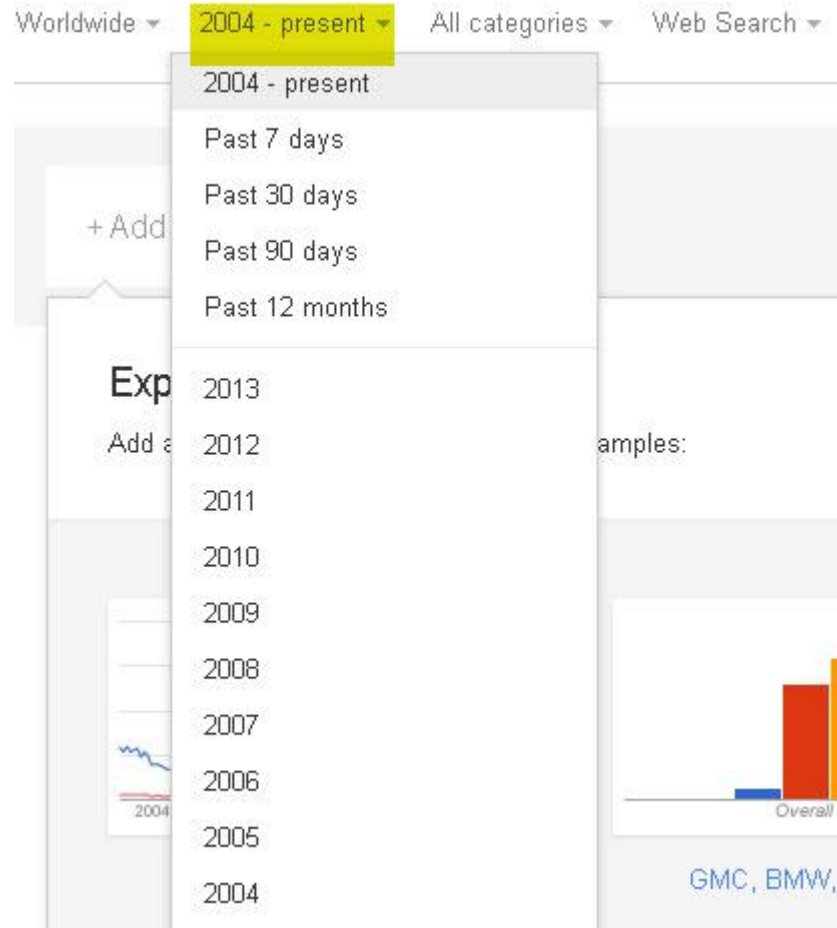 Worldwide 2004 - present All categories Web Search
2004 - present
Past 7 days
Past 30 days
+ Add
Past 90 days
Past 12 months
Exp
2013
Add a
2012
amples:
2011
2010
2009
2008
2007
2006
2004
Overall
2005
GMC, BMW,
2004